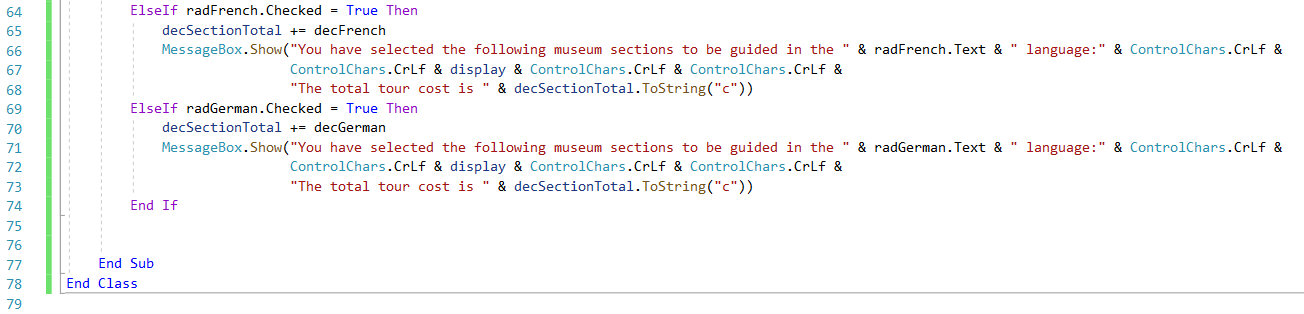 64 ElseIf radFrench.Checked = True Then
65 decSectionTotal += decFrench
66 MessageBox.Show("You have selected the following museum sections to be guided in the " & radFrench.Text & " language:" & ControlChars.CrLf &
67 ControlChars.CrLf & display & ControlChars.CrLf & ControlChars.CrLf &
68 "The total tour cost is " & decSectionTotal.ToString("c"))
69 ElseIf radGerman.Checked = True Then
70 decSectionTotal += decGerman
71 MessageBox.Show("You have selected the following museum sections to be guided in the " & radGerman.Text & " language:" & ControlChars.CrLf &
72 ControlChars.CrLf & display & ControlChars.CrLf & ControlChars.CrLf &
73 "The total tour cost is " & decSectionTotal.ToString("c"))
74 End If
75
76
77 End Sub
78 End Class
79